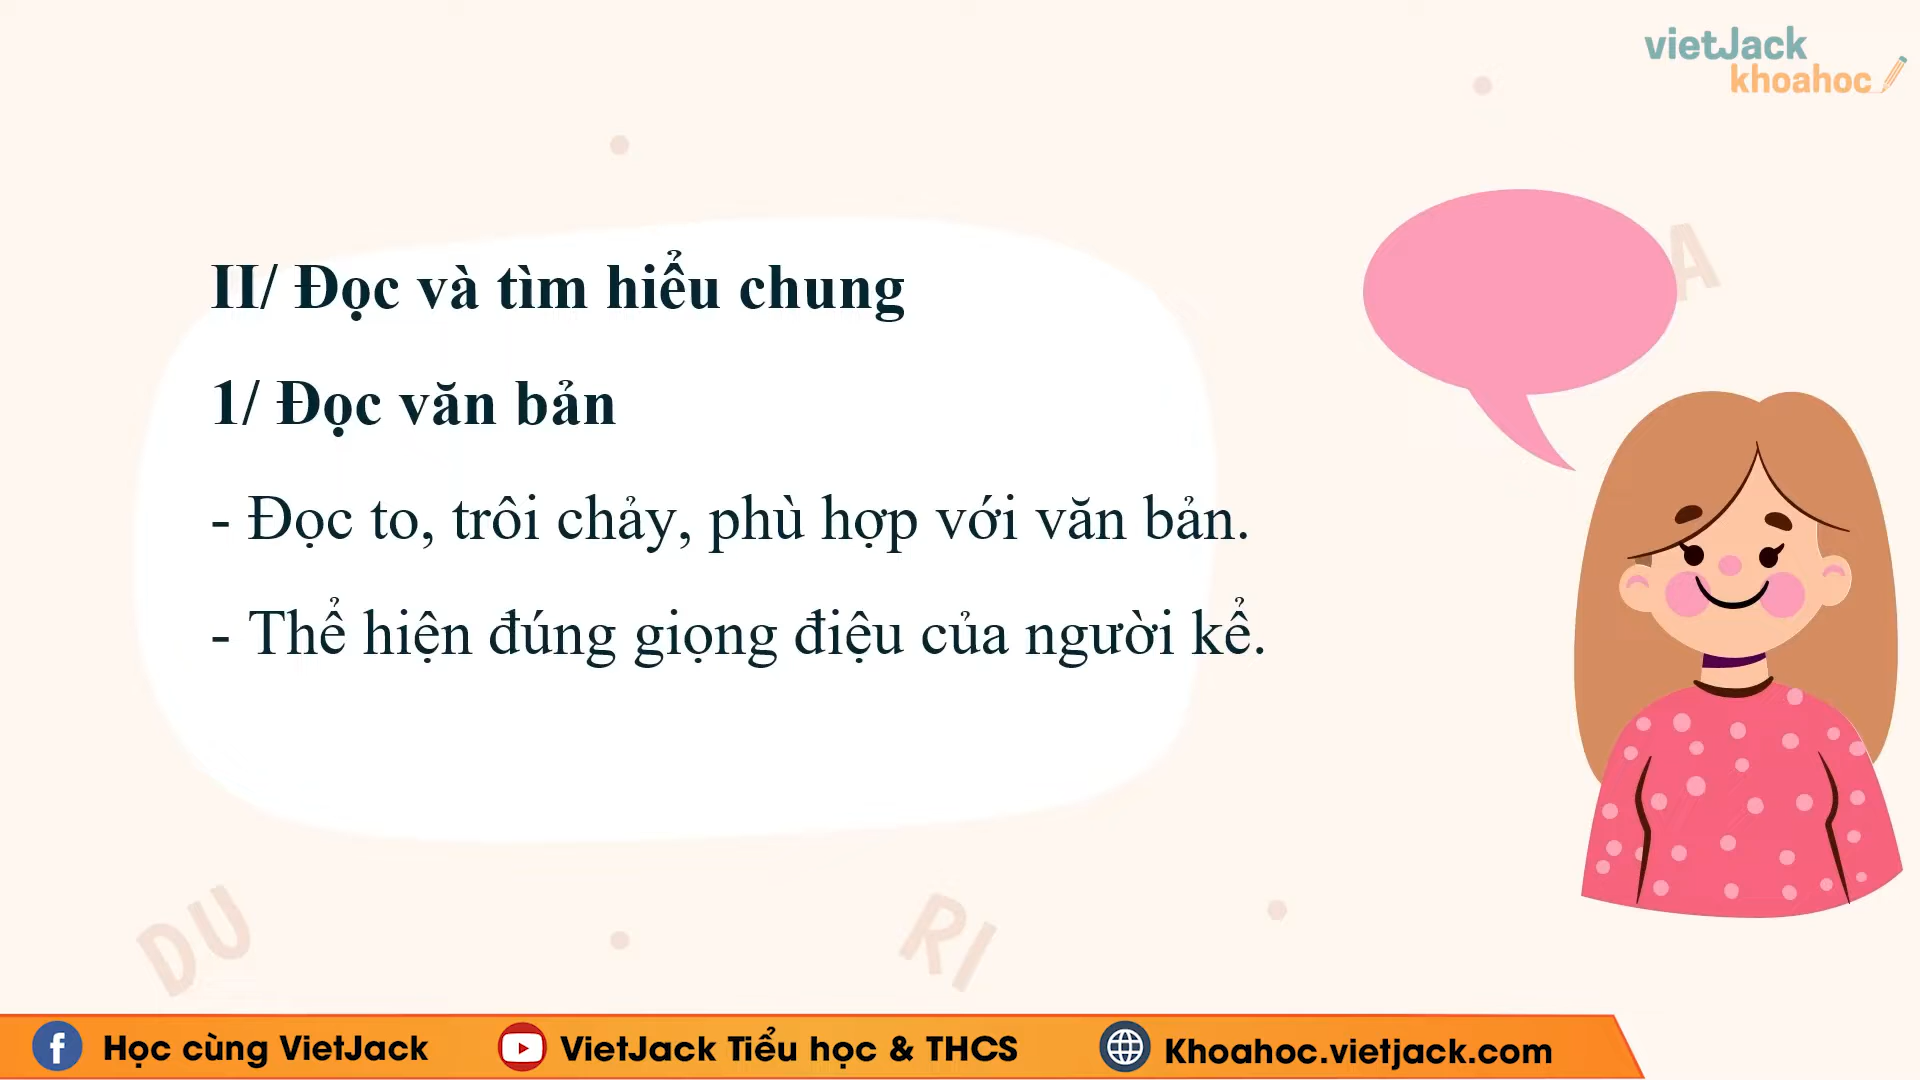 vietJack
khoahoc
A
II/ Đọc và tìm hiểu chung
1/ Đọc văn bản
- Đọc to, trôi chảy, phù hợp với văn bản.
- Thể hiện đúng giọng điệu của người kể.
DU
RI
Học cùng VietJack
VietJack Tiểu học & THCS
Khoahoc.vietjack.com